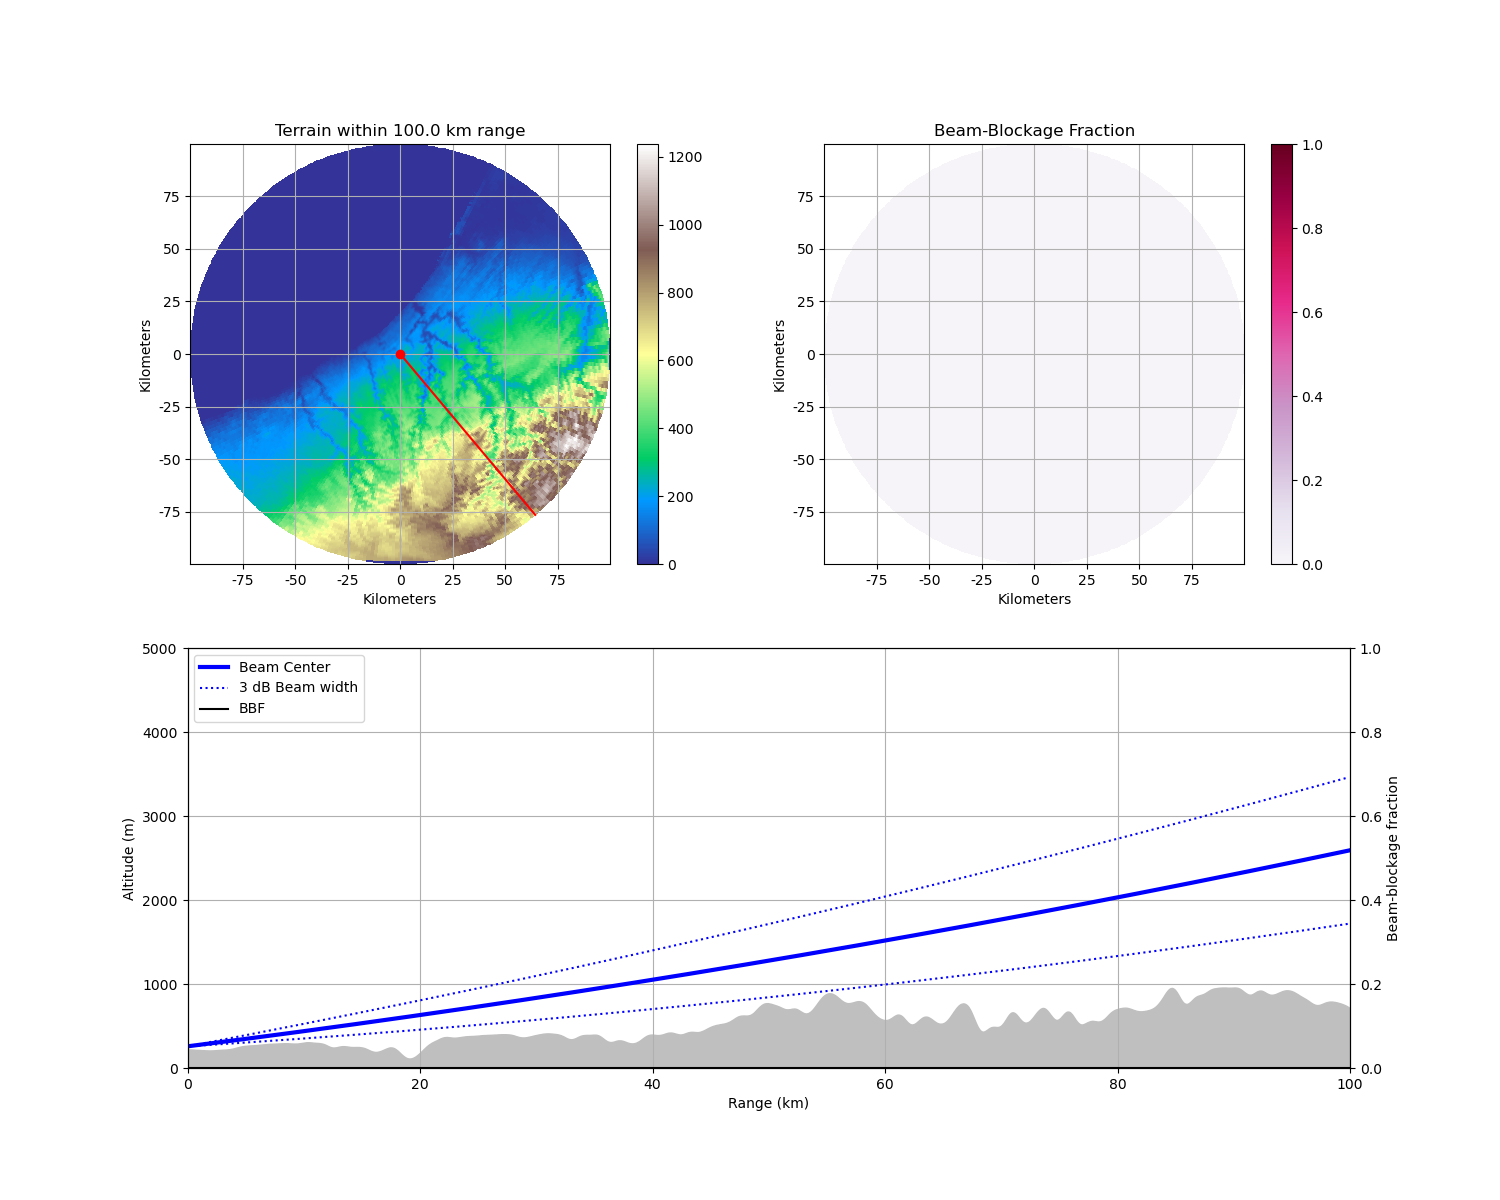 Terrain within 100.0 km range
Kilometers
75
50
25
0
-25
-50
-75
-75 -50 -25 0 25 50 75
Kilometers
1200
1000
800
600
400
200
0
Beam-Blockage Fraction
Kilometers
75
50
25
0
-25
-50
-75
-75 -50 -25 0 25 50 75
Kilometers
1.0
0.8
0.6
0.4
0.2
0.0
Altitude (m)
5000
4000
3000
2000
1000
0
Beam Center
3 dB Beam width
BBF
0 20 40 60 80 100
Range (km)
1.0
0.8
0.6
0.4
0.2
0.0
Beam-blockage fraction